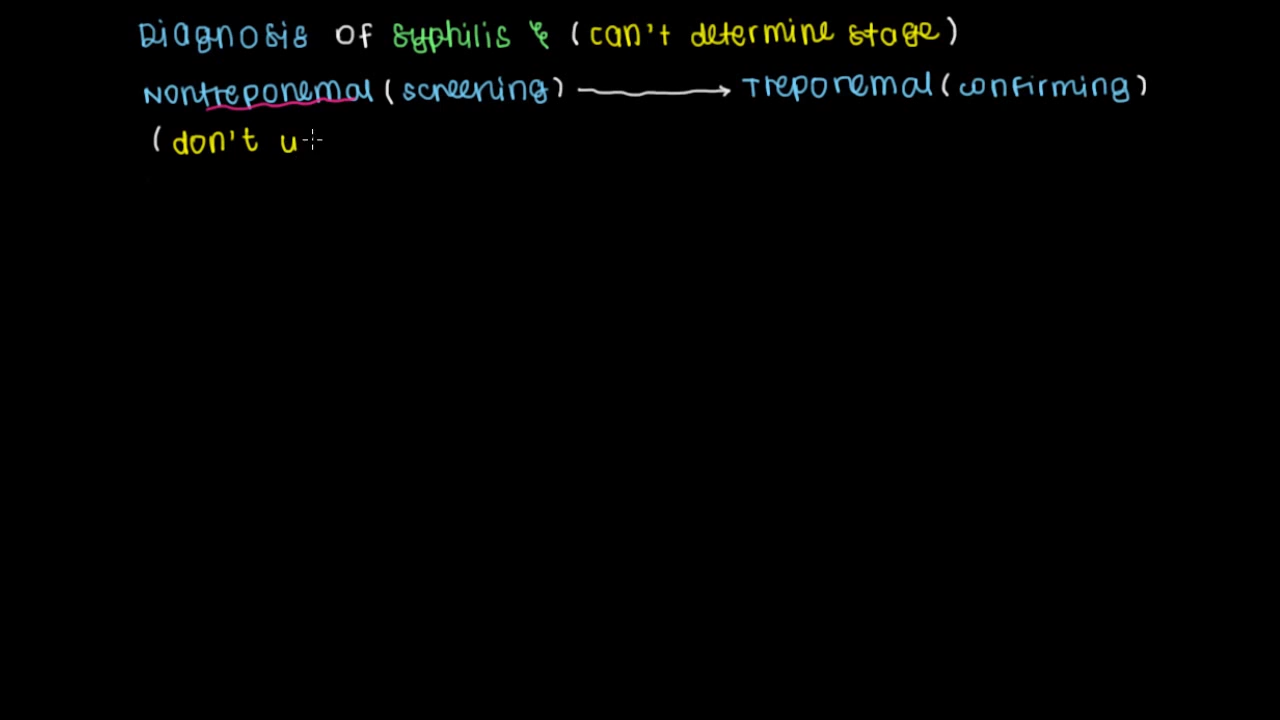 Diagnosis of syphilis (can't determine stage)
Nontreponemal (screening) → Treponemal (confirming)
(don't u